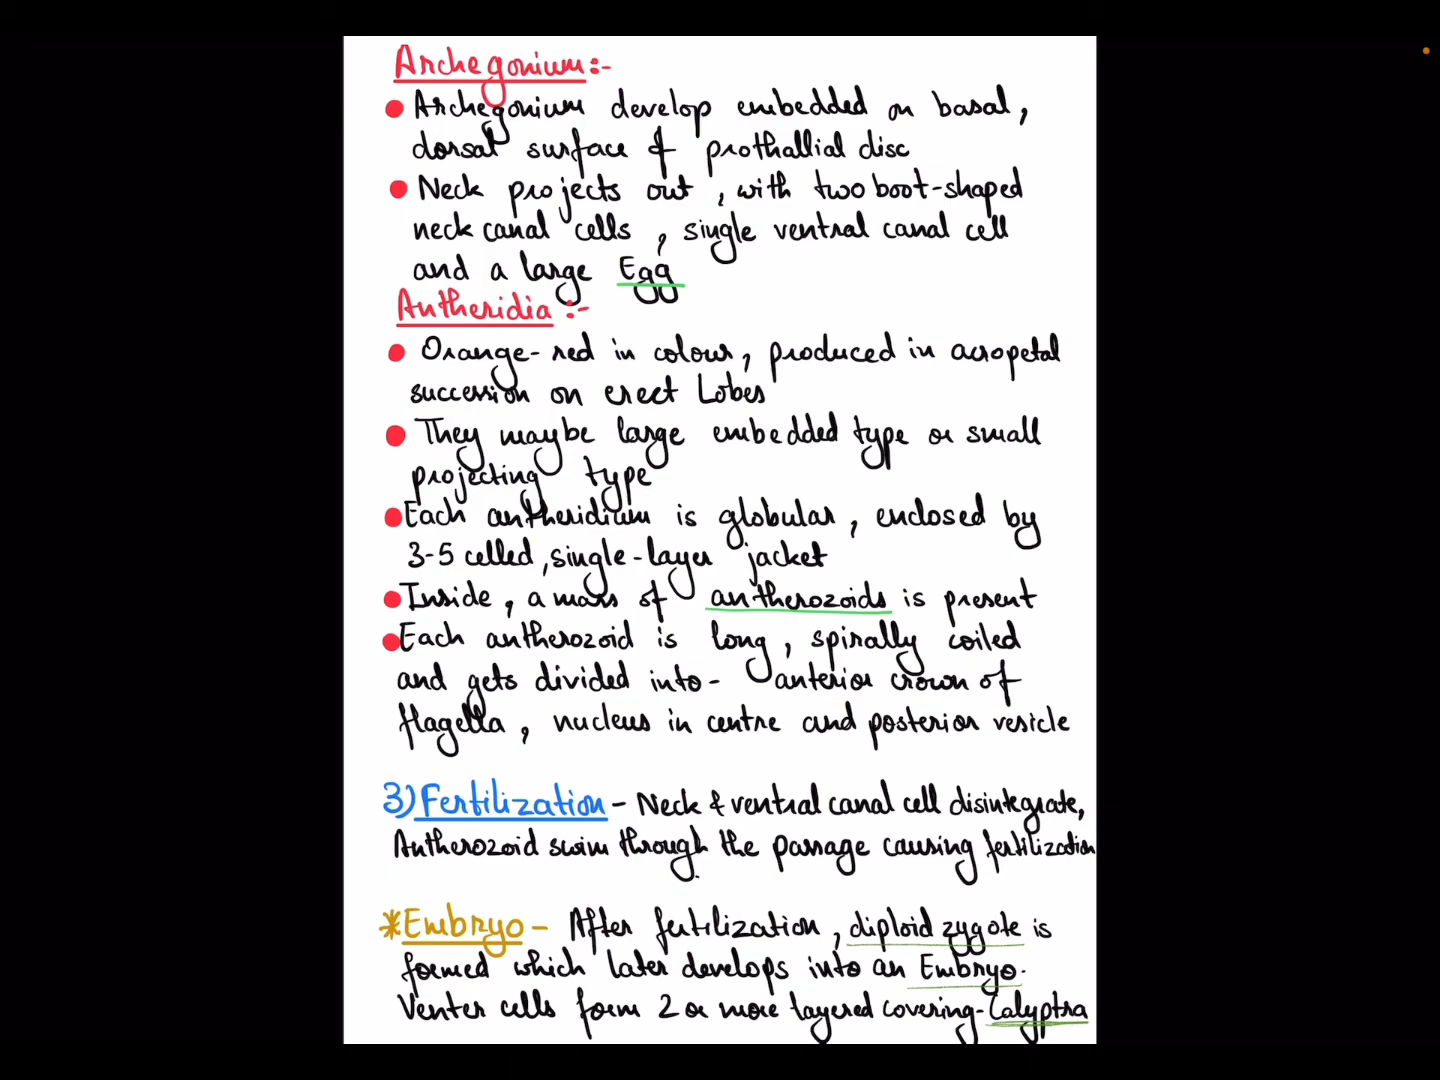 Archegonium:-
● Archegonium develop embedded on basal,
dorsal surface of prothallial disc
● Neck projects out, with two boot-shaped
neck canal cells, single ventral canal cell
and a large Egg
Antheridia :-
● Orange-red in colour, produced in acropetal
succession on erect Lobes
● They maybe large embedded type or small
projecting type
● Each antheridium is globular, enclosed by
3-5 celled, single-layer jacket
● Inside, a mass of antherozoids is present
● Each antherozoid is long, spirally coiled
and gets divided into- anterior crown of
flagella, nucleus in centre and posterior vesicle
3) Fertilization - Neck & ventral canal cell disintegrate,
Antherozoid swim through the passage causing fertilization
*Embryo - After fertilization, diploid zygote is
formed which later develops into an Embryo.
Venter cells form 2 or more layered covering-Calyptra